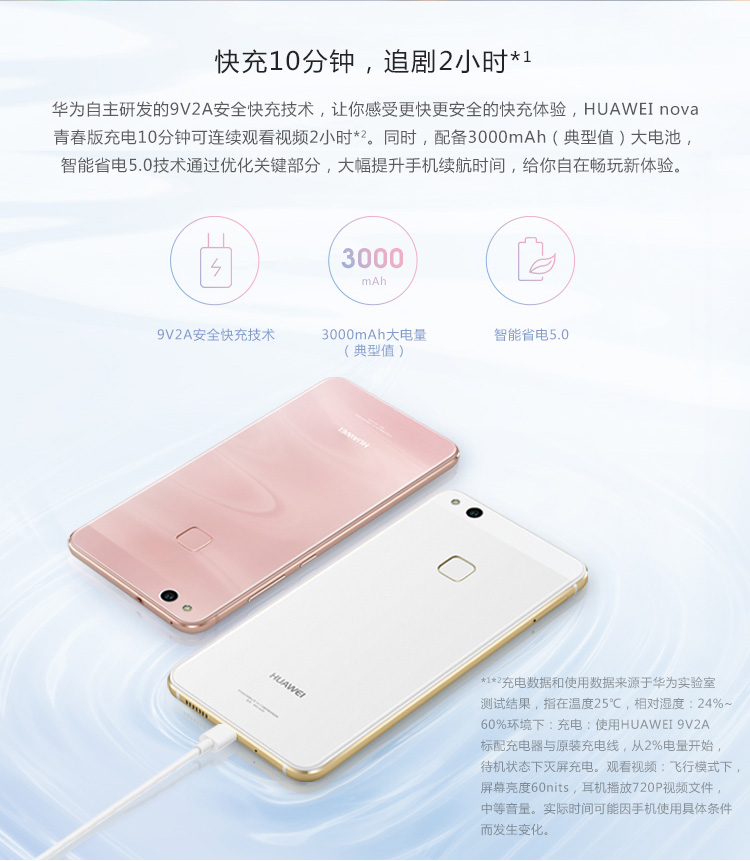 快充10分钟，追剧2小时*1
华为自主研发的9V2A安全快充技术，让你感受更快更安全的快充体验，HUAWEI nova
青春版充电10分钟可连续观看视频2小时*2。同时，配备3000mAh（典型值）大电池，
智能省电5.0技术通过优化关键部分，大幅提升手机续航时间，给你自在畅玩新体验。
3000
mAh
9V2A安全快充技术
3000mAh大电量
（典型值）
智能省电5.0
HUAWEI
HUAWEI
*1*2充电数据和使用数据来源于华为实验室
测试结果，指在温度25℃，相对湿度：24%~
60%环境下：充电：使用HUAWEI 9V2A
标配充电器与原装充电线，从2%电量开始，
待机状态下灭屏充电。观看视频：飞行模式下，
屏幕亮度60nits，耳机播放720P视频文件，
中等音量。实际时间可能因手机使用具体条件
而发生变化。